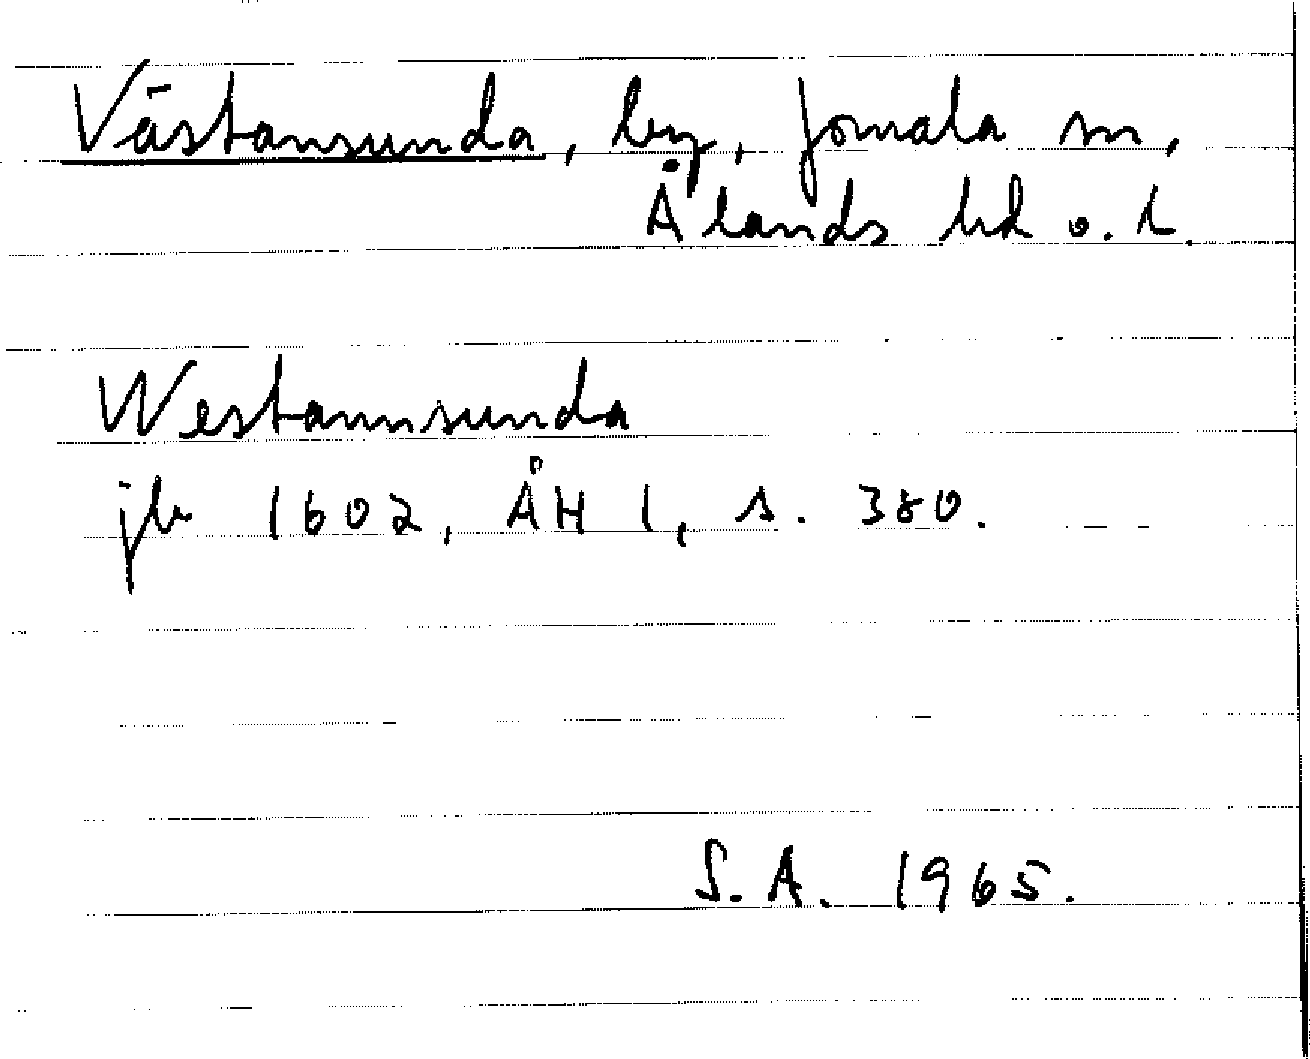 Västansunda, by, Jomala sn,
Ålands hd o. l.
Westannsunda
jb 1602, ÅH 1, s. 380.
S.A. 1965.